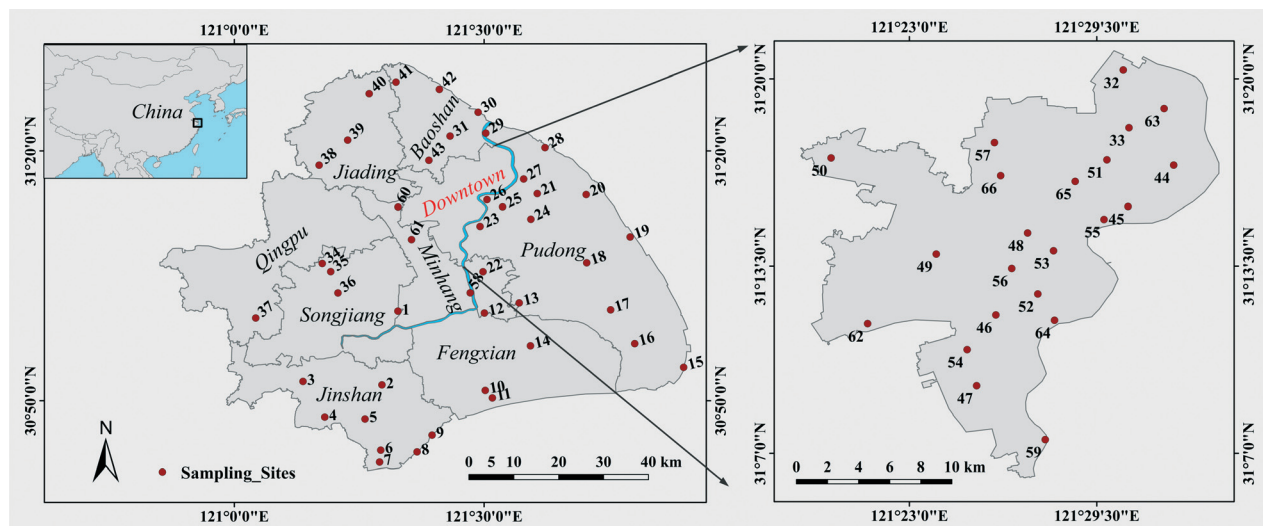 121°0'0"E
121°30'0"E
121°23'0"E
121°29'30"E
China
31°20'0"N
30°50'0"N
31°20'0"N
31°13'30"N
31°7'0"N
31°20'0"N
31°13'30"N
31°7'0"N
40
41
42
30
29
31
43
39
38
28
Baoshan
Jiading
Downtown
60
61
27
26
25
21
20
24
23
19
Qingpu
Minhang
Pudong
34
35
36
37
22
58
18
Songjiang
1
12
13
17
14
16
15
Fengxian
3
2
Jinshan
4
5
10
11
9
6
7
8
N
Sampling_Sites
0 10 20 30 40 km
121°0'0"E
121°30'0"E
32
63
33
57
50
51
66
44
65
45
55
48
53
49
56
52
46
64
62
54
47
59
0 2 4 6 8 10 km
121°23'0"E
121°29'30"E